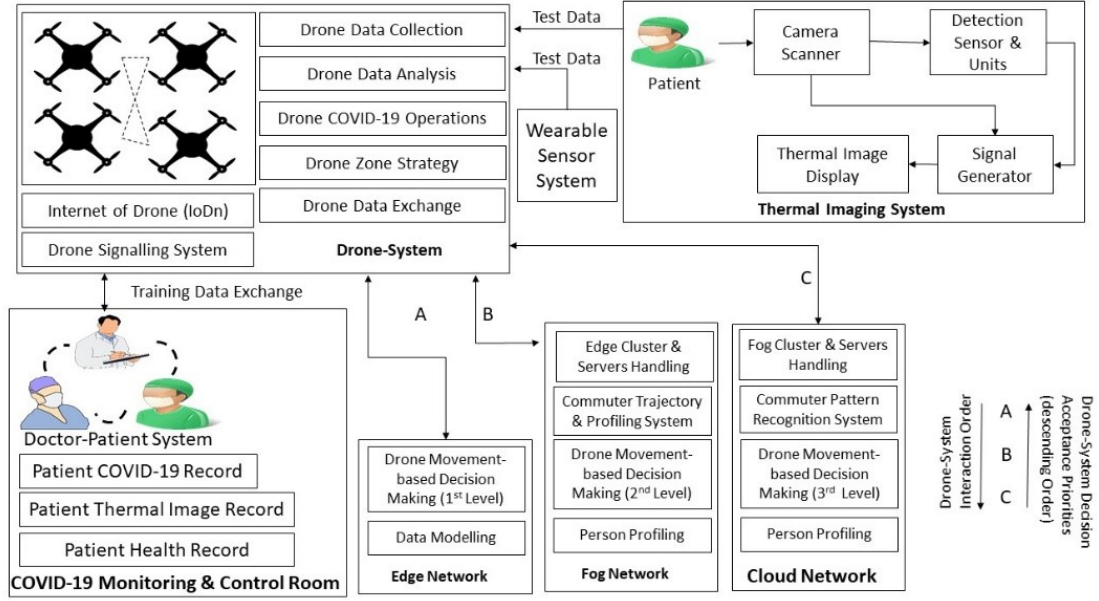 Drone Data Collection
Drone Data Analysis
Drone COVID-19 Operations
Drone Zone Strategy
Drone Data Exchange
Internet of Drone (IoDn)
Drone Signalling System
Drone-System
Test Data
Test Data
Wearable
Sensor
System
Patient
Camera
Scanner
Detection
Sensor &
Units
Thermal Image
Display
Signal
Generator
Thermal Imaging System
Training Data Exchange
A
B
C
Doctor-Patient System
Patient COVID-19 Record
Patient Thermal Image Record
Patient Health Record
COVID-19 Monitoring & Control Room
Drone Movement-
based Decision
Making (1st Level)
Data Modelling
Edge Network
Edge Cluster &
Servers Handling
Commuter Trajectory
& Profiling System
Drone Movement-
based Decision
Making (2nd Level)
Person Profiling
Fog Network
Fog Cluster & Servers
Handling
Commuter Pattern
Recognition System
Drone Movement-
based Decision
Making (3rd Level)
Person Profiling
Cloud Network
Drone-System
Interaction Order
A
B
C
Drone-System Decision
Acceptance Priorities
(descending Order)